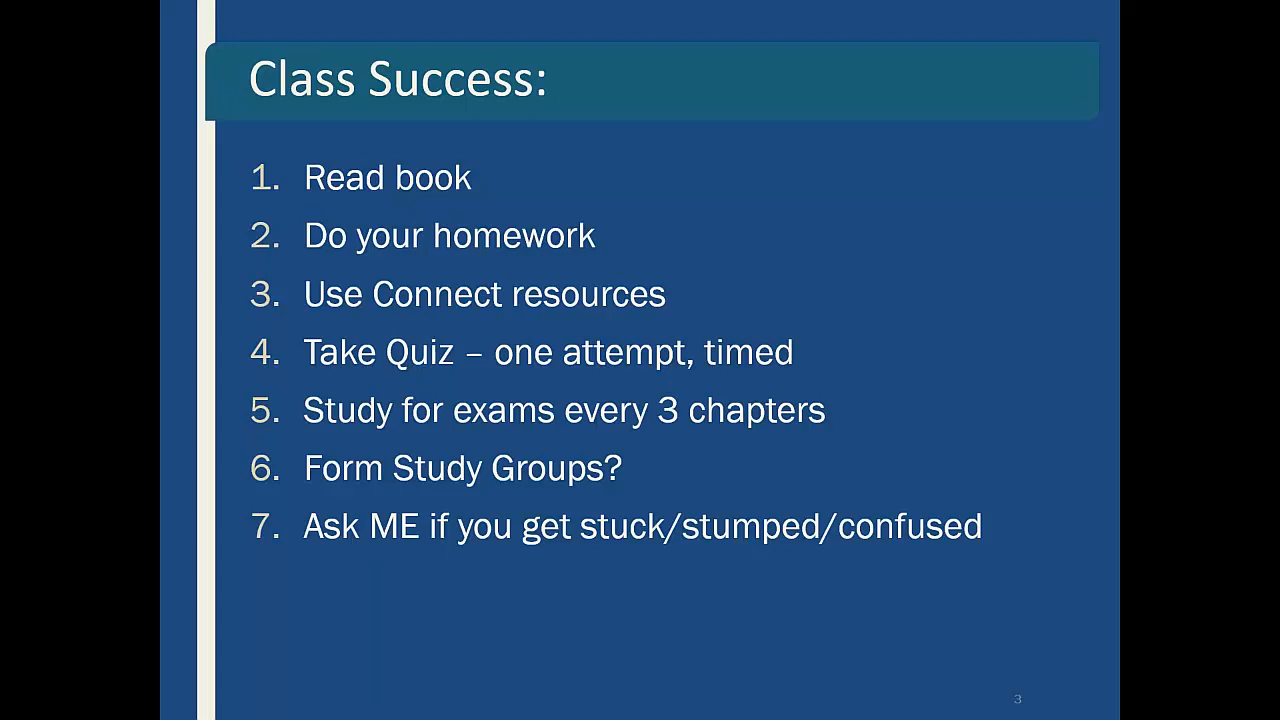 Class Success:
1. Read book
2. Do your homework
3. Use Connect resources
4. Take Quiz – one attempt, timed
5. Study for exams every 3 chapters
6. Form Study Groups?
7. Ask ME if you get stuck/stumped/confused
3